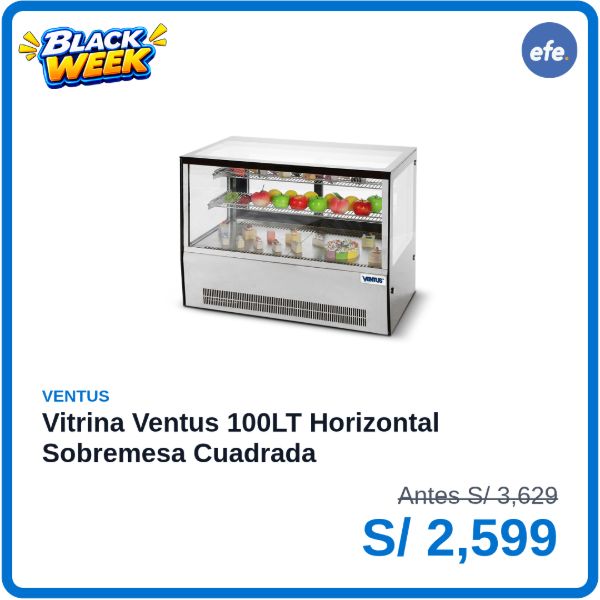 BLACK
WEEK
efe.
VENTUS
VENTUS
Vitrina Ventus 100LT Horizontal
Sobremesa Cuadrada
Antes S/ 3,629
S/ 2,599